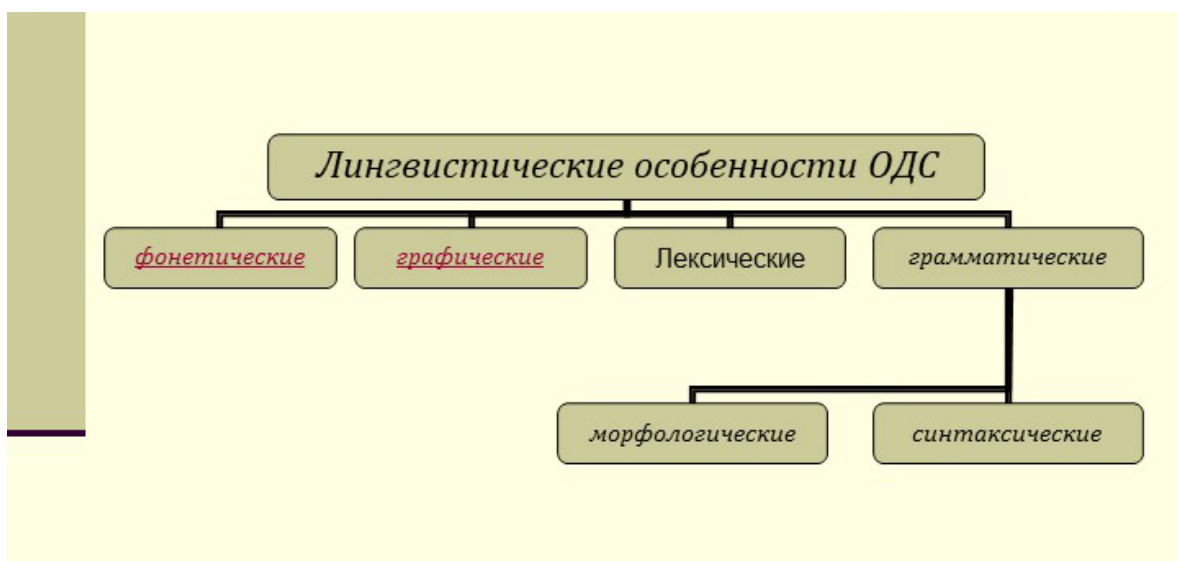 Лингвистические особенности ОДС
фонетические
графические
Лексические
грамматические
морфологические
синтаксические